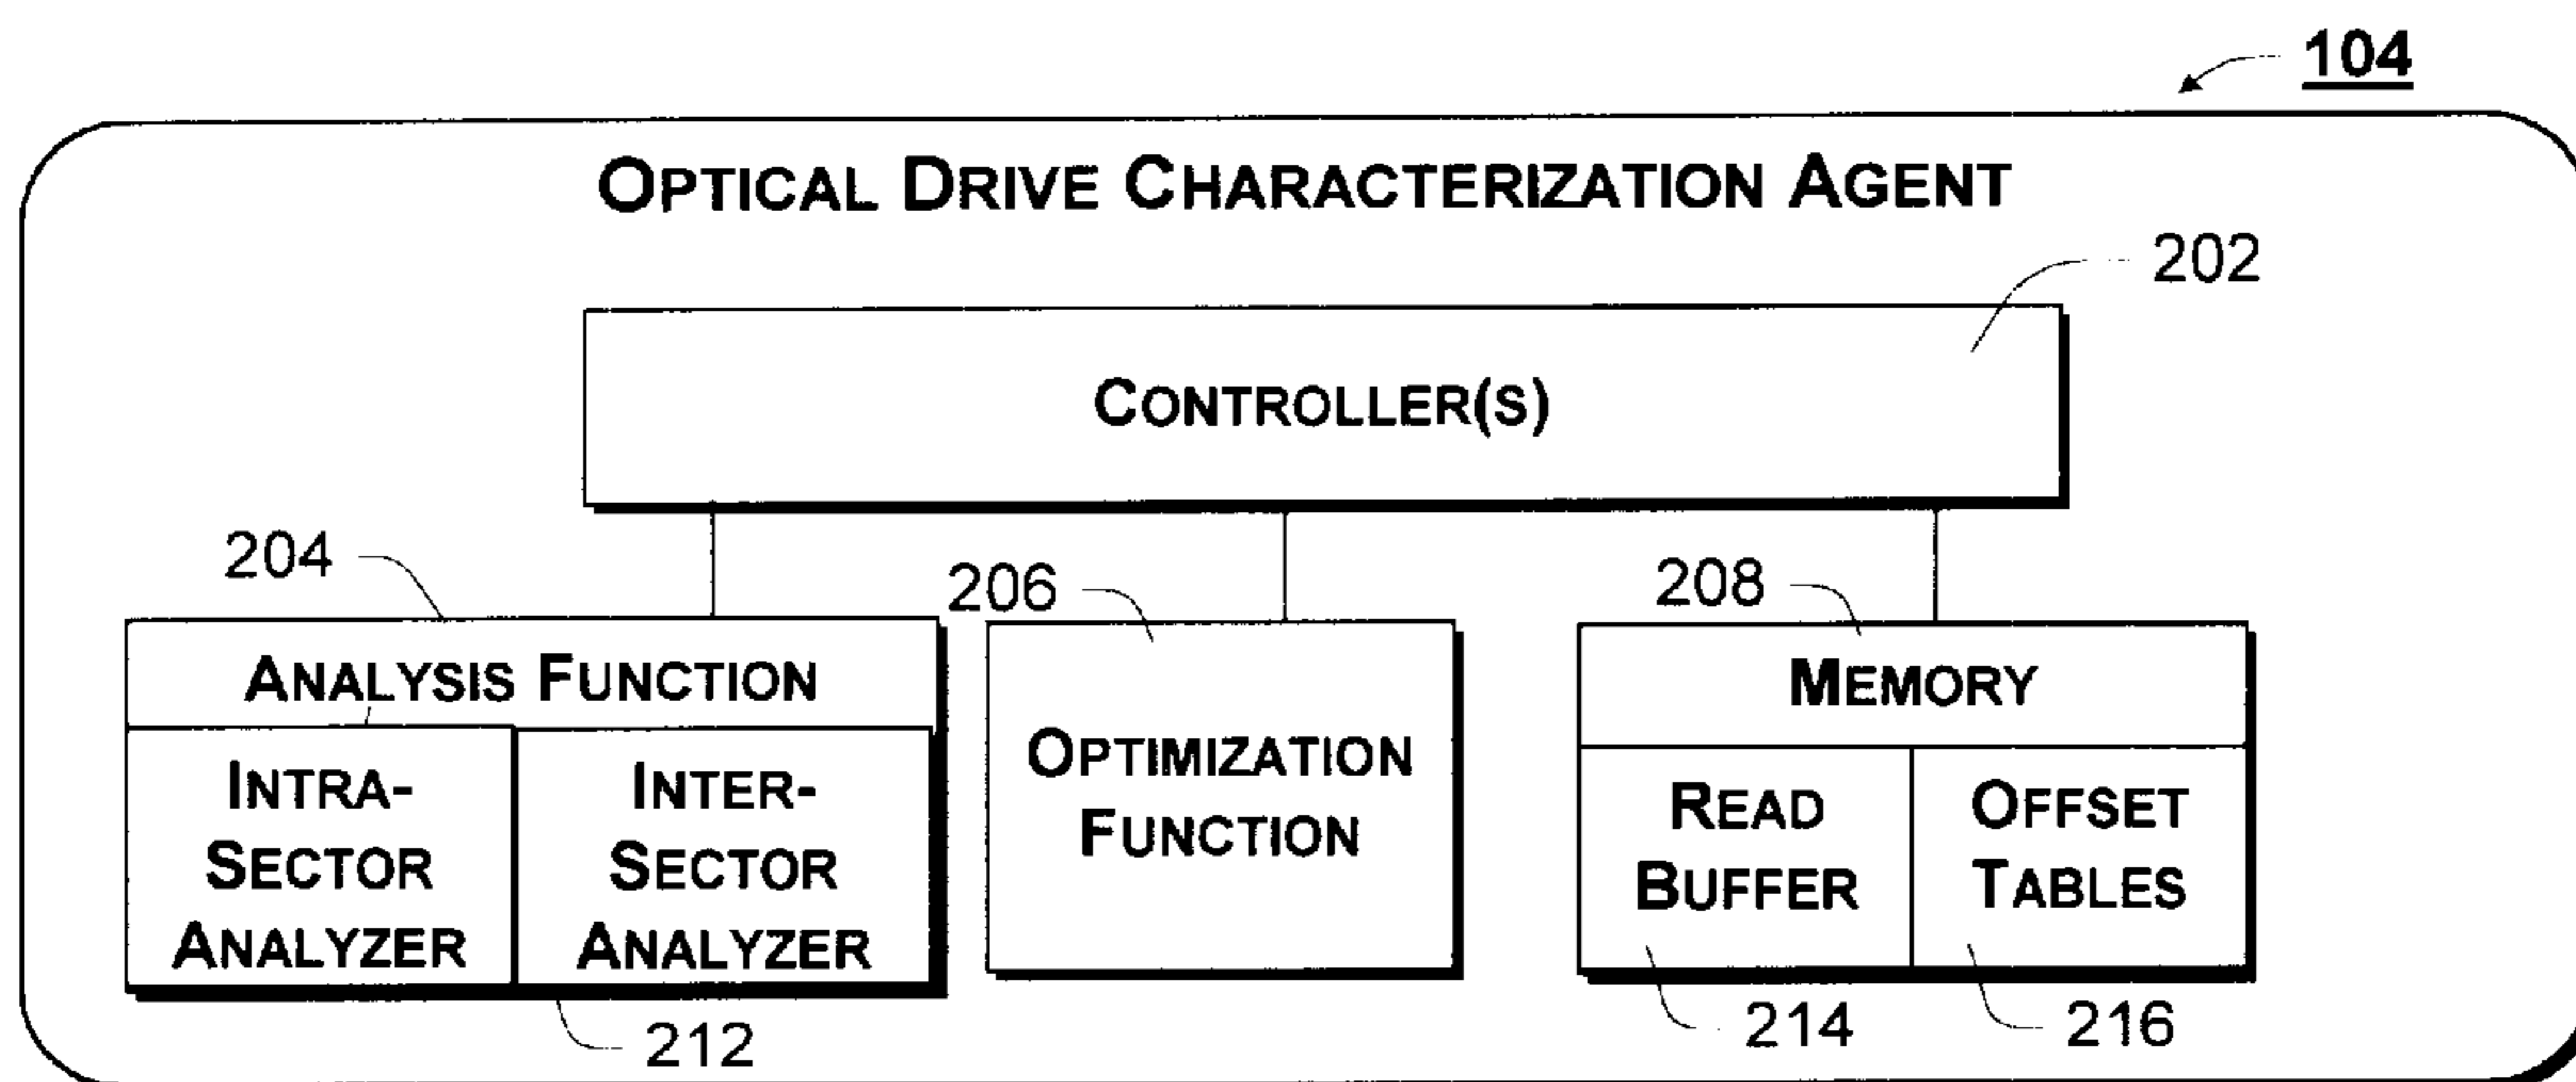 104
OPTICAL DRIVE CHARACTERIZATION AGENT
202
CONTROLLER(S)
204
206
208
ANALYSIS FUNCTION
INTRA-
SECTOR
ANALYZER
INTER-
SECTOR
ANALYZER
OPTIMIZATION
FUNCTION
MEMORY
READ
BUFFER
OFFSET
TABLES
212
214
216